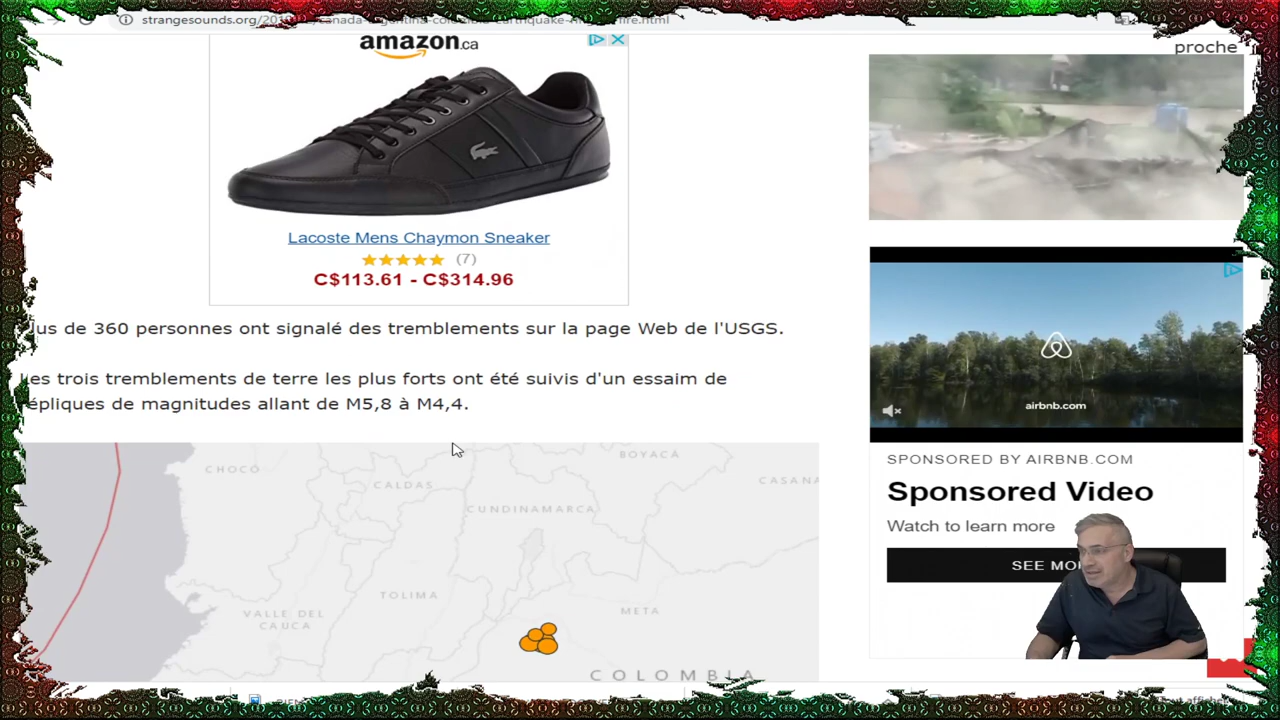 strangesounds.org/
amazon.ca
proche
Lacoste Mens Chaymon Sneaker
(7)
C$113.61 - C$314.96
lus de 360 personnes ont signalé des tremblements sur la page Web de l'USGS.
es trois tremblements de terre les plus forts ont été suivis d'un essaim de
épliques de magnitudes allant de M5,8 à M4,4.
airbnb.com
SPONSORED BY AIRBNB.COM
Sponsored Video
Watch to learn more
SEE MO
CHOCÓ
BOYACÁ
CALDAS
CASANA
CUNDINAMARCA
TOLIMA
VALLE DEL
CAUCA
META
COLOMBIA